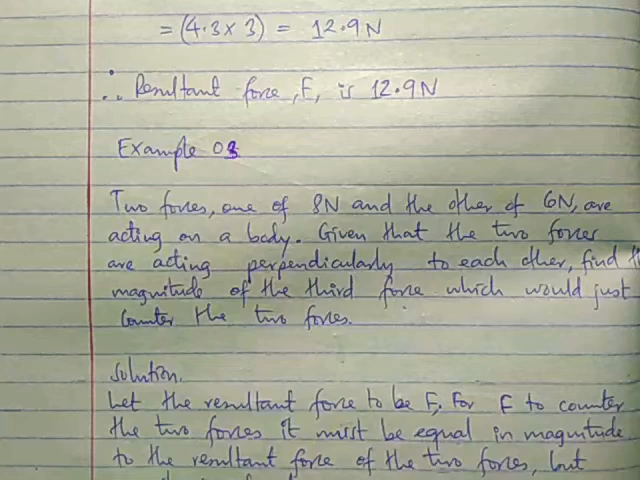 = (4.3 x 3) = 12.9N
∴ Resultant force, F, is 12.9N
Example 03
Two forces, one of 8N and the other of 6N, are
acting on a body. Given that the two forces
are acting perpendicularly to each other, find
magnitude of the third force which would just
counter the two forces.
Solution.
Let the resultant force to be F. For F to counter
the two forces it must be equal in magnitude
to the resultant force of the two forces, but